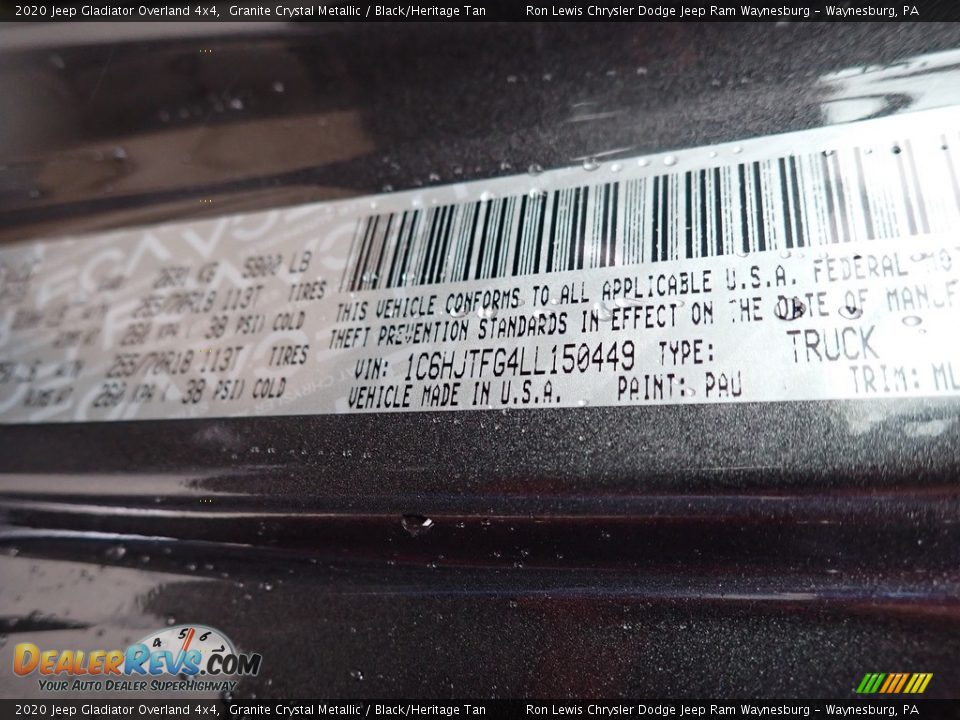 2020 Jeep Gladiator Overland 4x4, Granite Crystal Metallic / Black/Heritage Tan Ron Lewis Chrysler Dodge Jeep Ram Waynesburg - Waynesburg, PA
5800 LB
255/70R18 113T TIRES
260 KPA ( 38 PSI) COLD
255/70R18 113T TIRES
260 KPA ( 38 PSI) COLD
THIS VEHICLE CONFORMS TO ALL APPLICABLE U.S.A. FEDERAL
THEFT PREVENTION STANDARDS IN EFFECT ON THE DATE OF
VIN: 1C6HJTFG4LL150449 TYPE: TRUCK
VEHICLE MADE IN U.S.A. PAINT: PAU TRIM: ML
DEALERREVS.COM
4 5 6
YOUR AUTO DEALER SUPERHIGHWAY
2020 Jeep Gladiator Overland 4x4, Granite Crystal Metallic / Black/Heritage Tan Ron Lewis Chrysler Dodge Jeep Ram Waynesburg - Waynesburg, PA